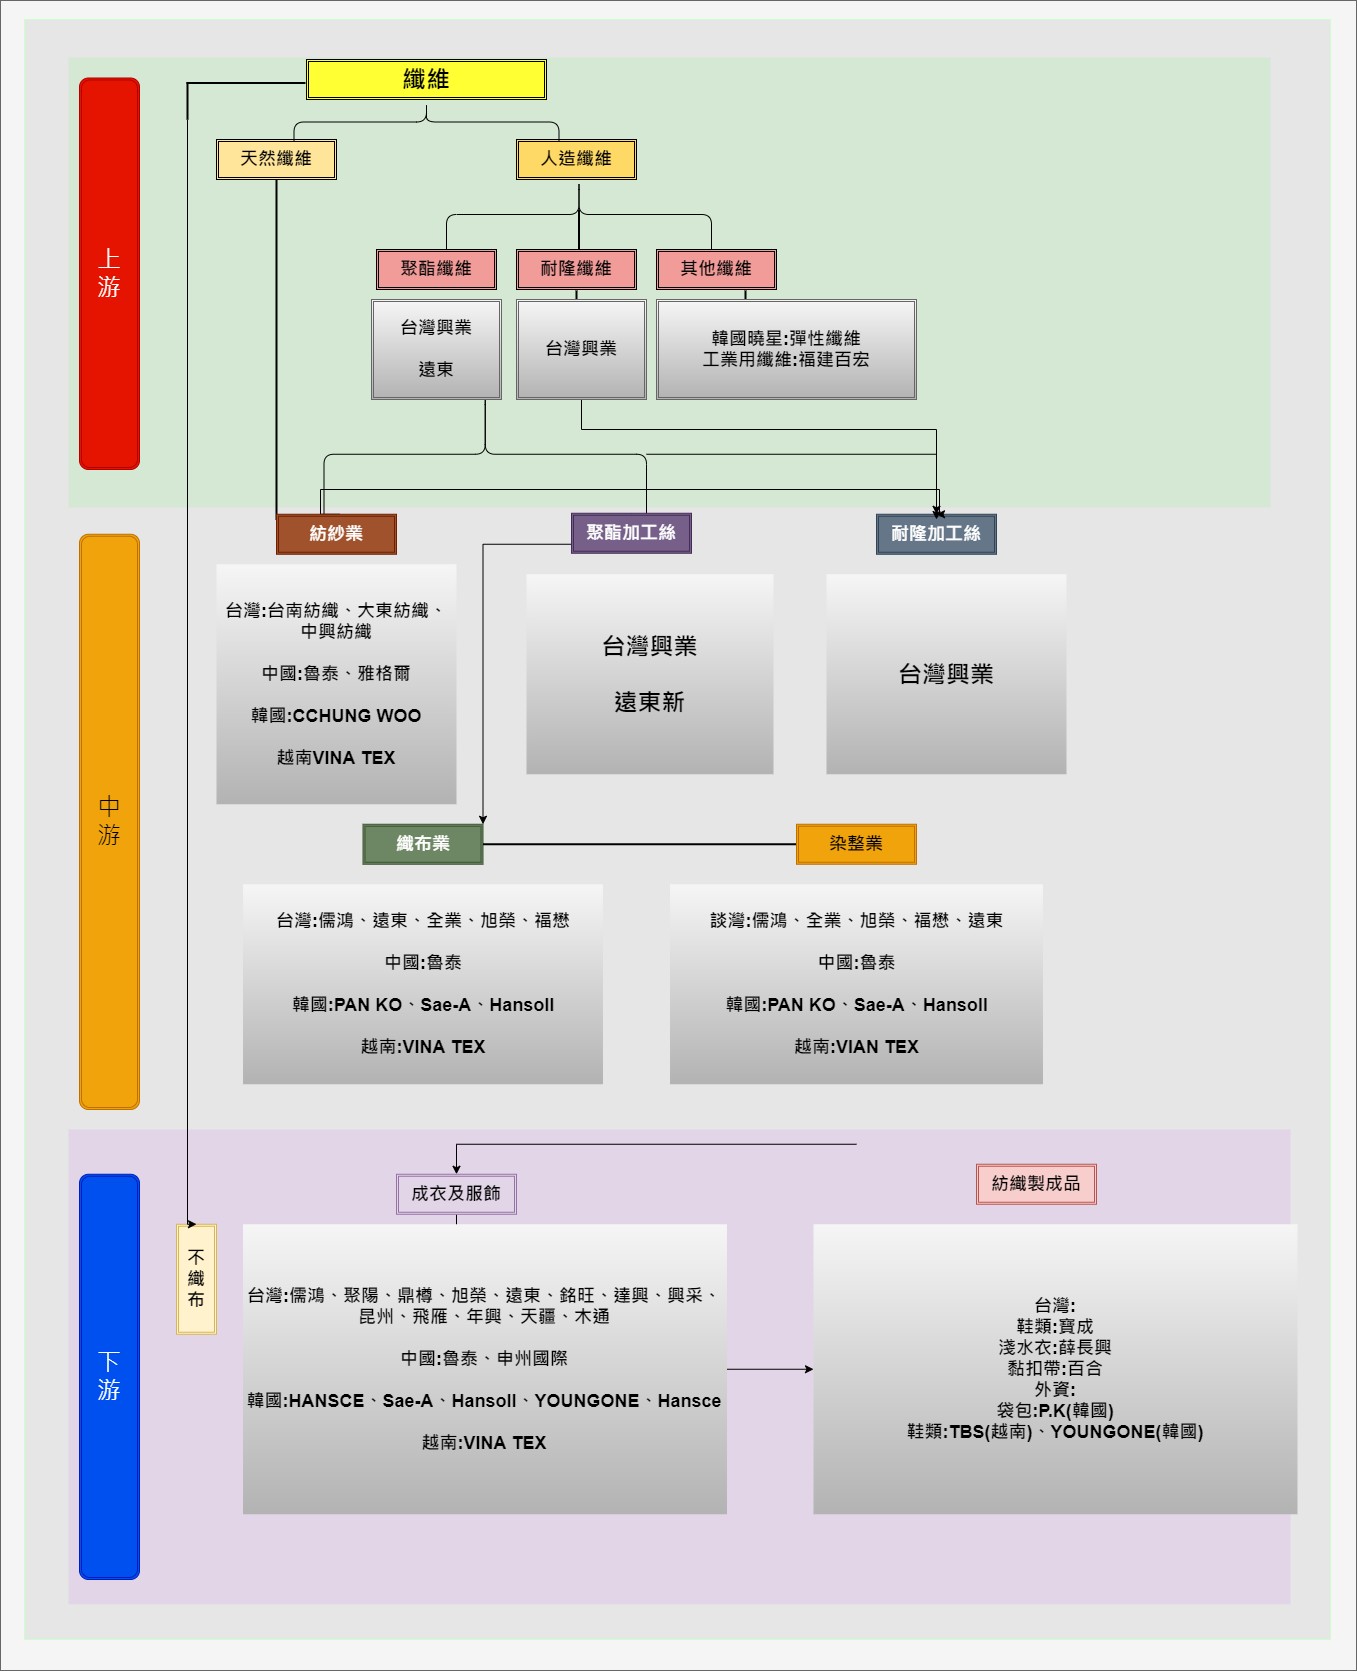 纖維
天然纖維
人造纖維
上
游
聚酯纖維
耐隆纖維
其他纖維
台灣興業
遠東
台灣興業
韓國曉星:彈性纖維
工業用纖維:福建百宏
紡紗業
聚酯加工絲
耐隆加工絲
台灣:台南紡織、大東紡織、
中興紡織
中國:魯泰、雅格爾
韓國:CCHUNG WOO
越南VINA TEX
台灣興業
遠東新
台灣興業
中
游
織布業
染整業
台灣:儒鴻、遠東、全業、旭榮、福懋
中國:魯泰
韓國:PAN KO、Sae-A、Hansoll
越南:VINA TEX
談灣:儒鴻、全業、旭榮、福懋、遠東
中國:魯泰
韓國:PAN KO、Sae-A、Hansoll
越南:VIAN TEX
成衣及服飾
紡織製成品
不
織
布
下
游
台灣:儒鴻、聚陽、鼎樽、旭榮、遠東、銘旺、達興、興采、
昆州、飛雁、年興、天疆、木通
中國:魯泰、申州國際
韓國:HANSCE、Sae-A、Hansoll、YOUNGONE、Hansce
越南:VINA TEX
台灣:
鞋類:寶成
淺水衣:薛長興
黏扣帶:百合
外資:
袋包:P.K(韓國)
鞋類:TBS(越南)、YOUNGONE(韓國)